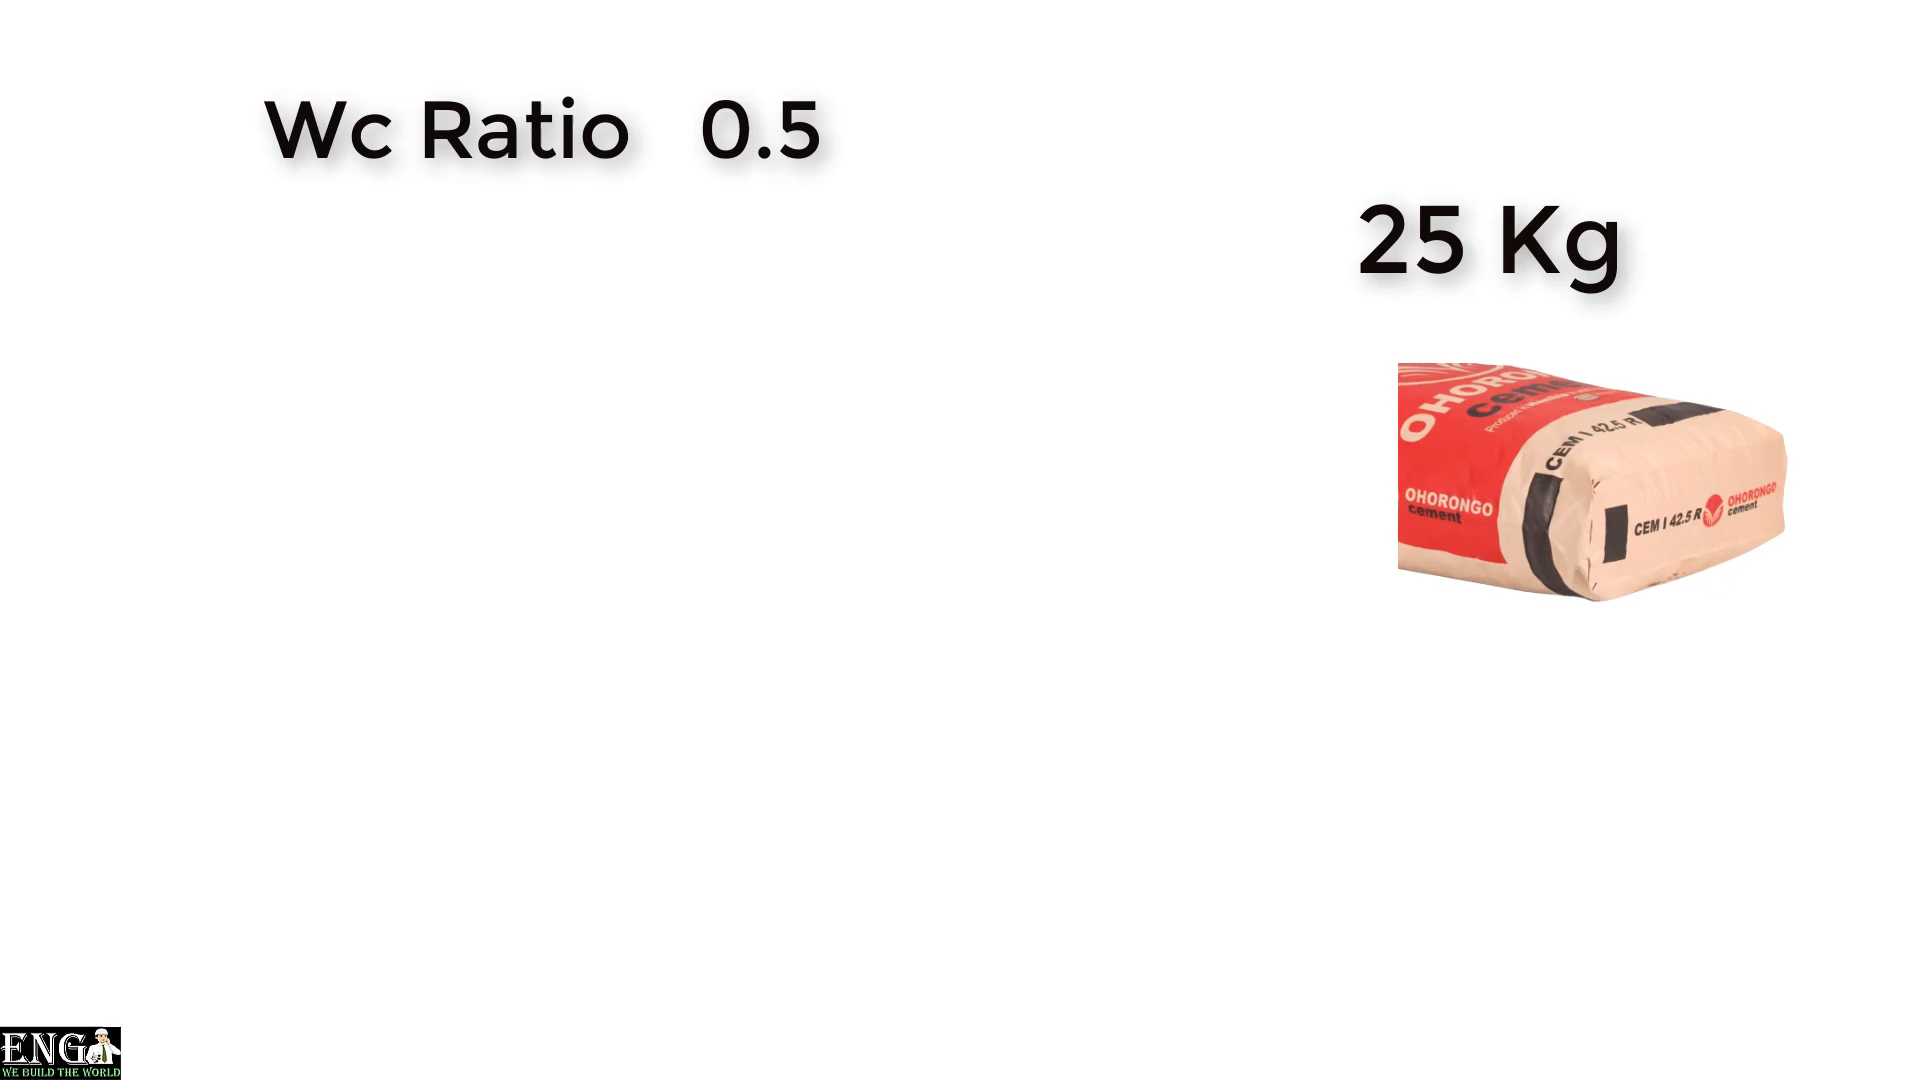 Wc Ratio 0.5
25 Kg
OHORON
cement
CEM I 42.5 R
OHORONGO
cement
CEM I 42.5 R
OHORONGO
cement
ENG
WE BUILD THE WORLD